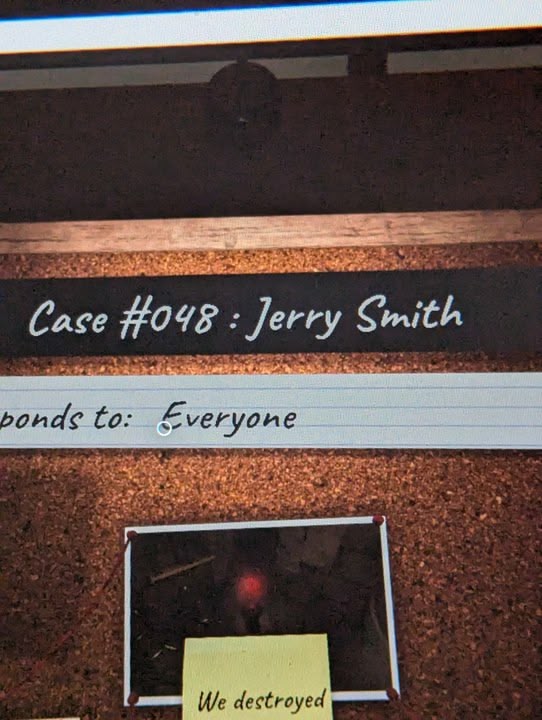 Case #048 : Jerry Smith
ponds to: Everyone
We destroyed